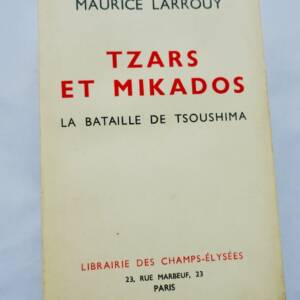 MAURICE LARROUY
TZARS
ET MIKADOS
LA BATAILLE DE TSOUSHIMA
LIBRAIRIE DES CHAMPS-ÉLYSÉES
23, RUE MARBEUF, 23
PARIS